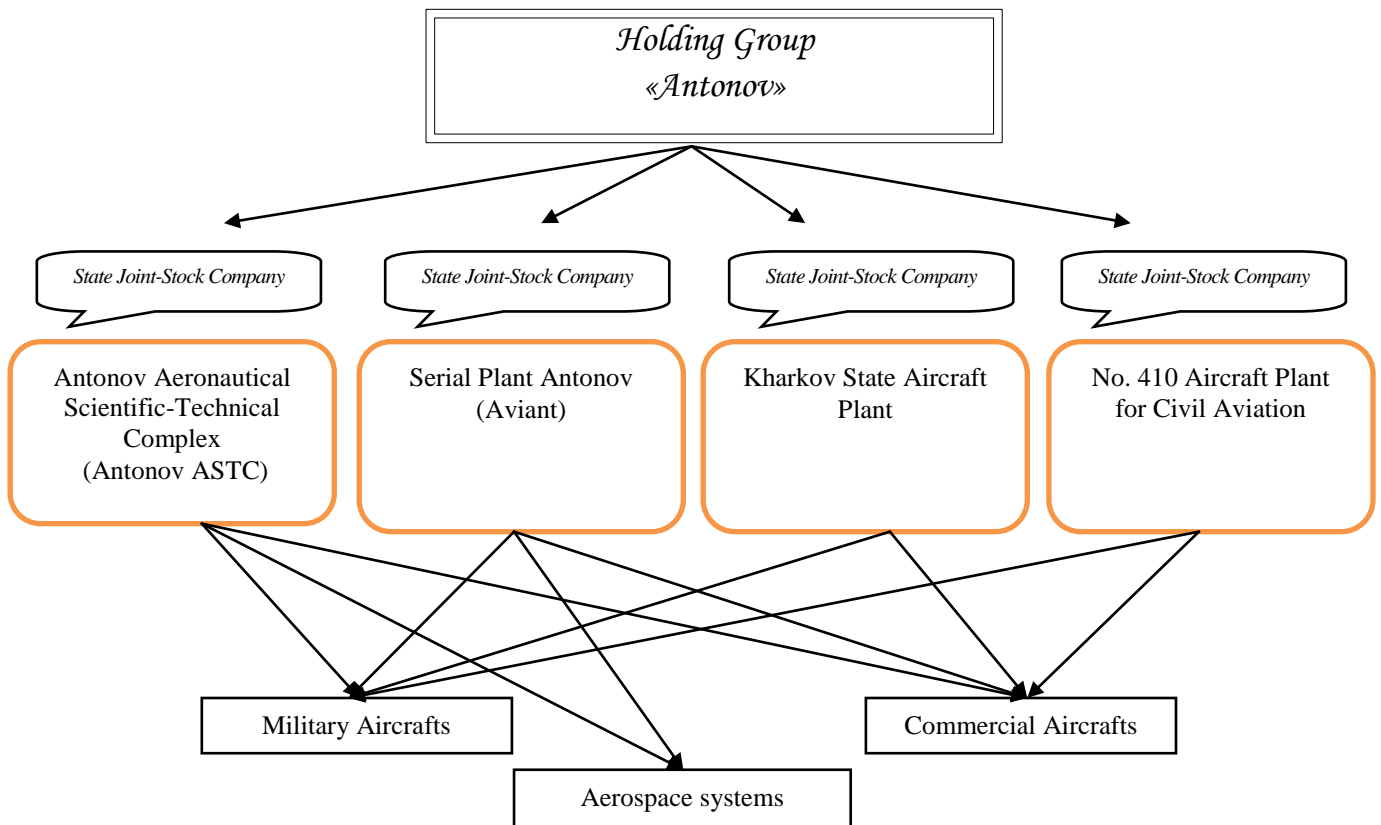 Holding Group
«Antonov»
State Joint-Stock Company
State Joint-Stock Company
State Joint-Stock Company
State Joint-Stock Company
Antonov Aeronautical
Scientific-Technical
Complex
(Antonov ASTC)
Serial Plant Antonov
(Aviant)
Kharkov State Aircraft
Plant
No. 410 Aircraft Plant
for Civil Aviation
Military Aircrafts
Commercial Aircrafts
Aerospace systems